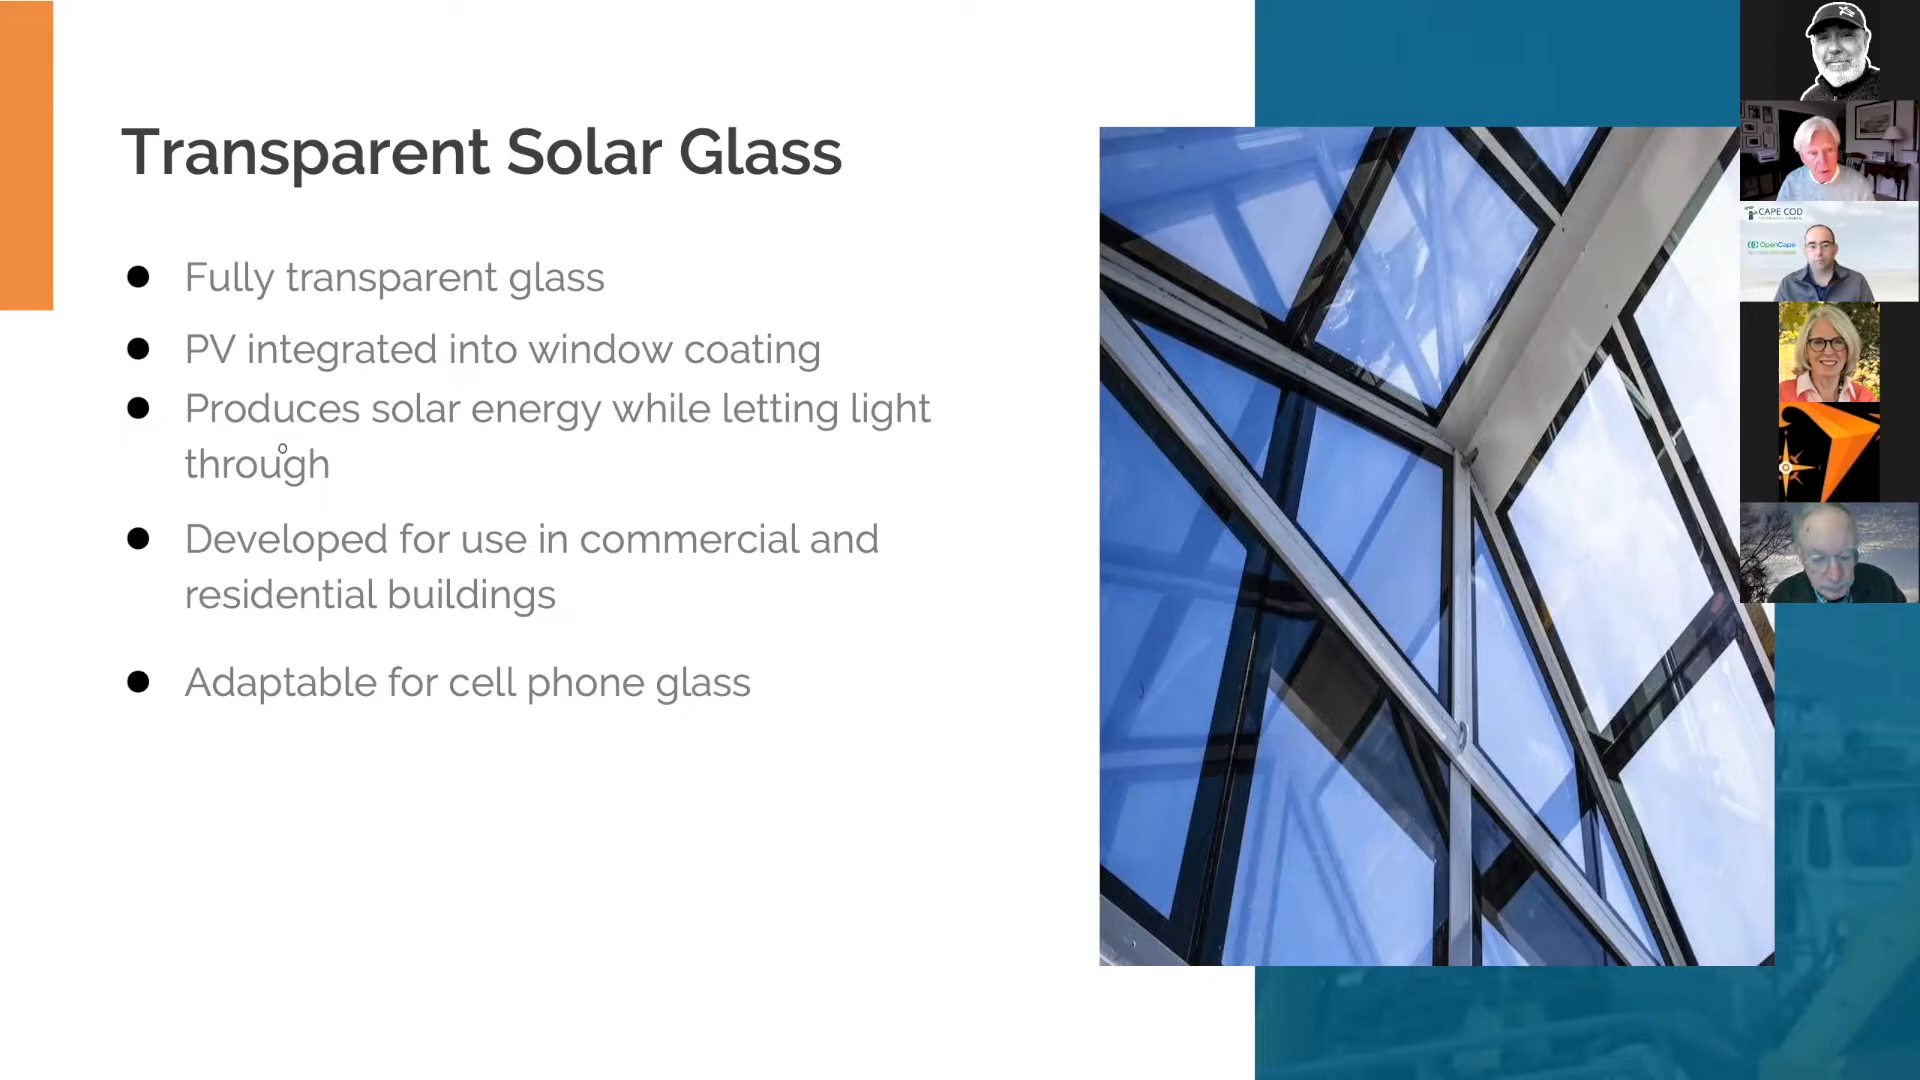 Transparent Solar Glass
Fully transparent glass
PV integrated into window coating
Produces solar energy while letting light
through
Developed for use in commercial and
residential buildings
Adaptable for cell phone glass
CAPE COD
OpenCape